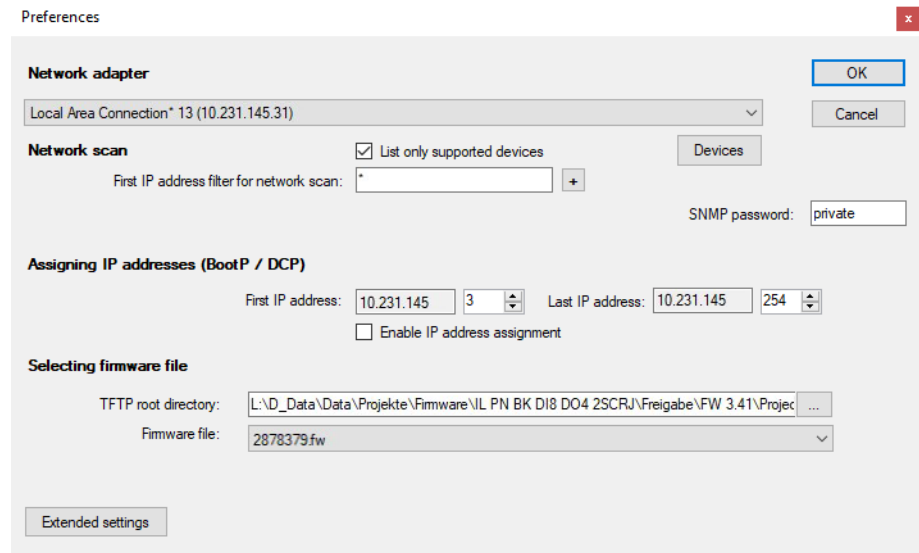 Preferences
x
Network adapter
OK
Local Area Connection* 13 (10.231.145.31)
Cancel
Network scan
List only supported devices
Devices
First IP address filter for network scan:
*
+
SNMP password:
private
Assigning IP addresses (BootP / DCP)
First IP address:
10.231.145
3
Last IP address:
10.231.145
254
Enable IP address assignment
Selecting firmware file
TFTP root directory:
L:\D_Data\Data\Projekte\Firmware\IL PN BK DI8 DO4 2SCRJ\Freigabe\FW 3.41\Projec
...
Firmware file:
2878379.fw
Extended settings